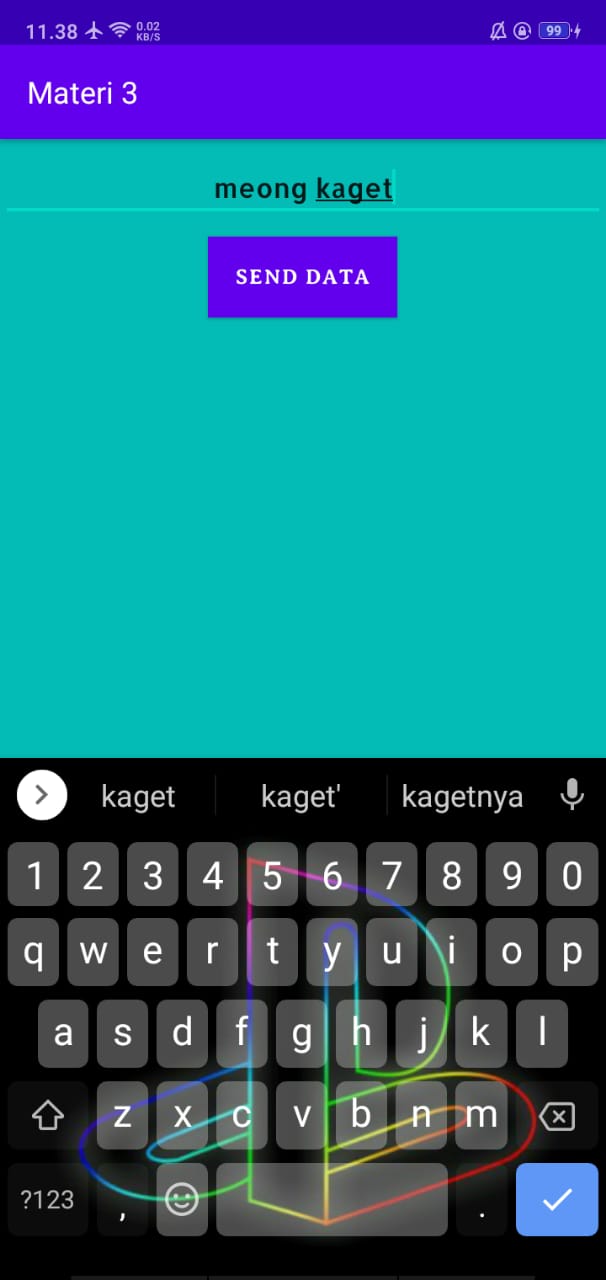 11.38 0.02 KB/S 99
Materi 3
meong kaget
SEND DATA
kaget kaget' kagetnya
1 2 3 4 5 6 7 8 9 0
q w e r t y u i o p
a s d f g h j k l
z x c v b n m
?123 , .